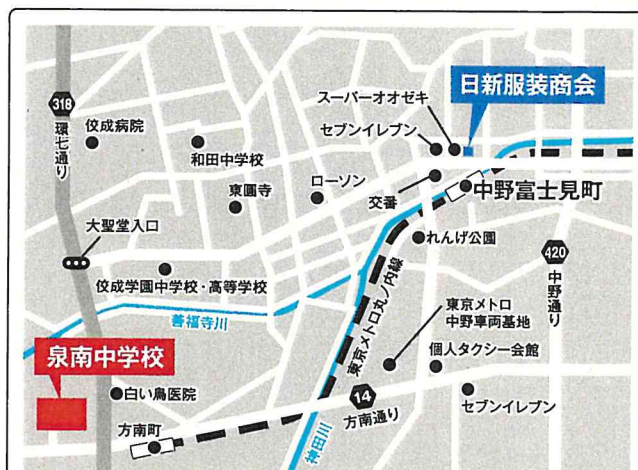 日新服装商会
スーパーオオゼキ
318
セブンイレブン
環七通り
佼成病院
和田中学校
中野富士見町
交番
ローソン
東圓寺
大聖堂入口
れんげ公園
420
中野通り
佼成学園中学校・高等学校
東京メトロ丸ノ内線
善福寺川
東京メトロ
中野車両基地
泉南中学校
個人タクシー会館
白い鳥医院
14
方南通り
セブンイレブン
方南町
神田川